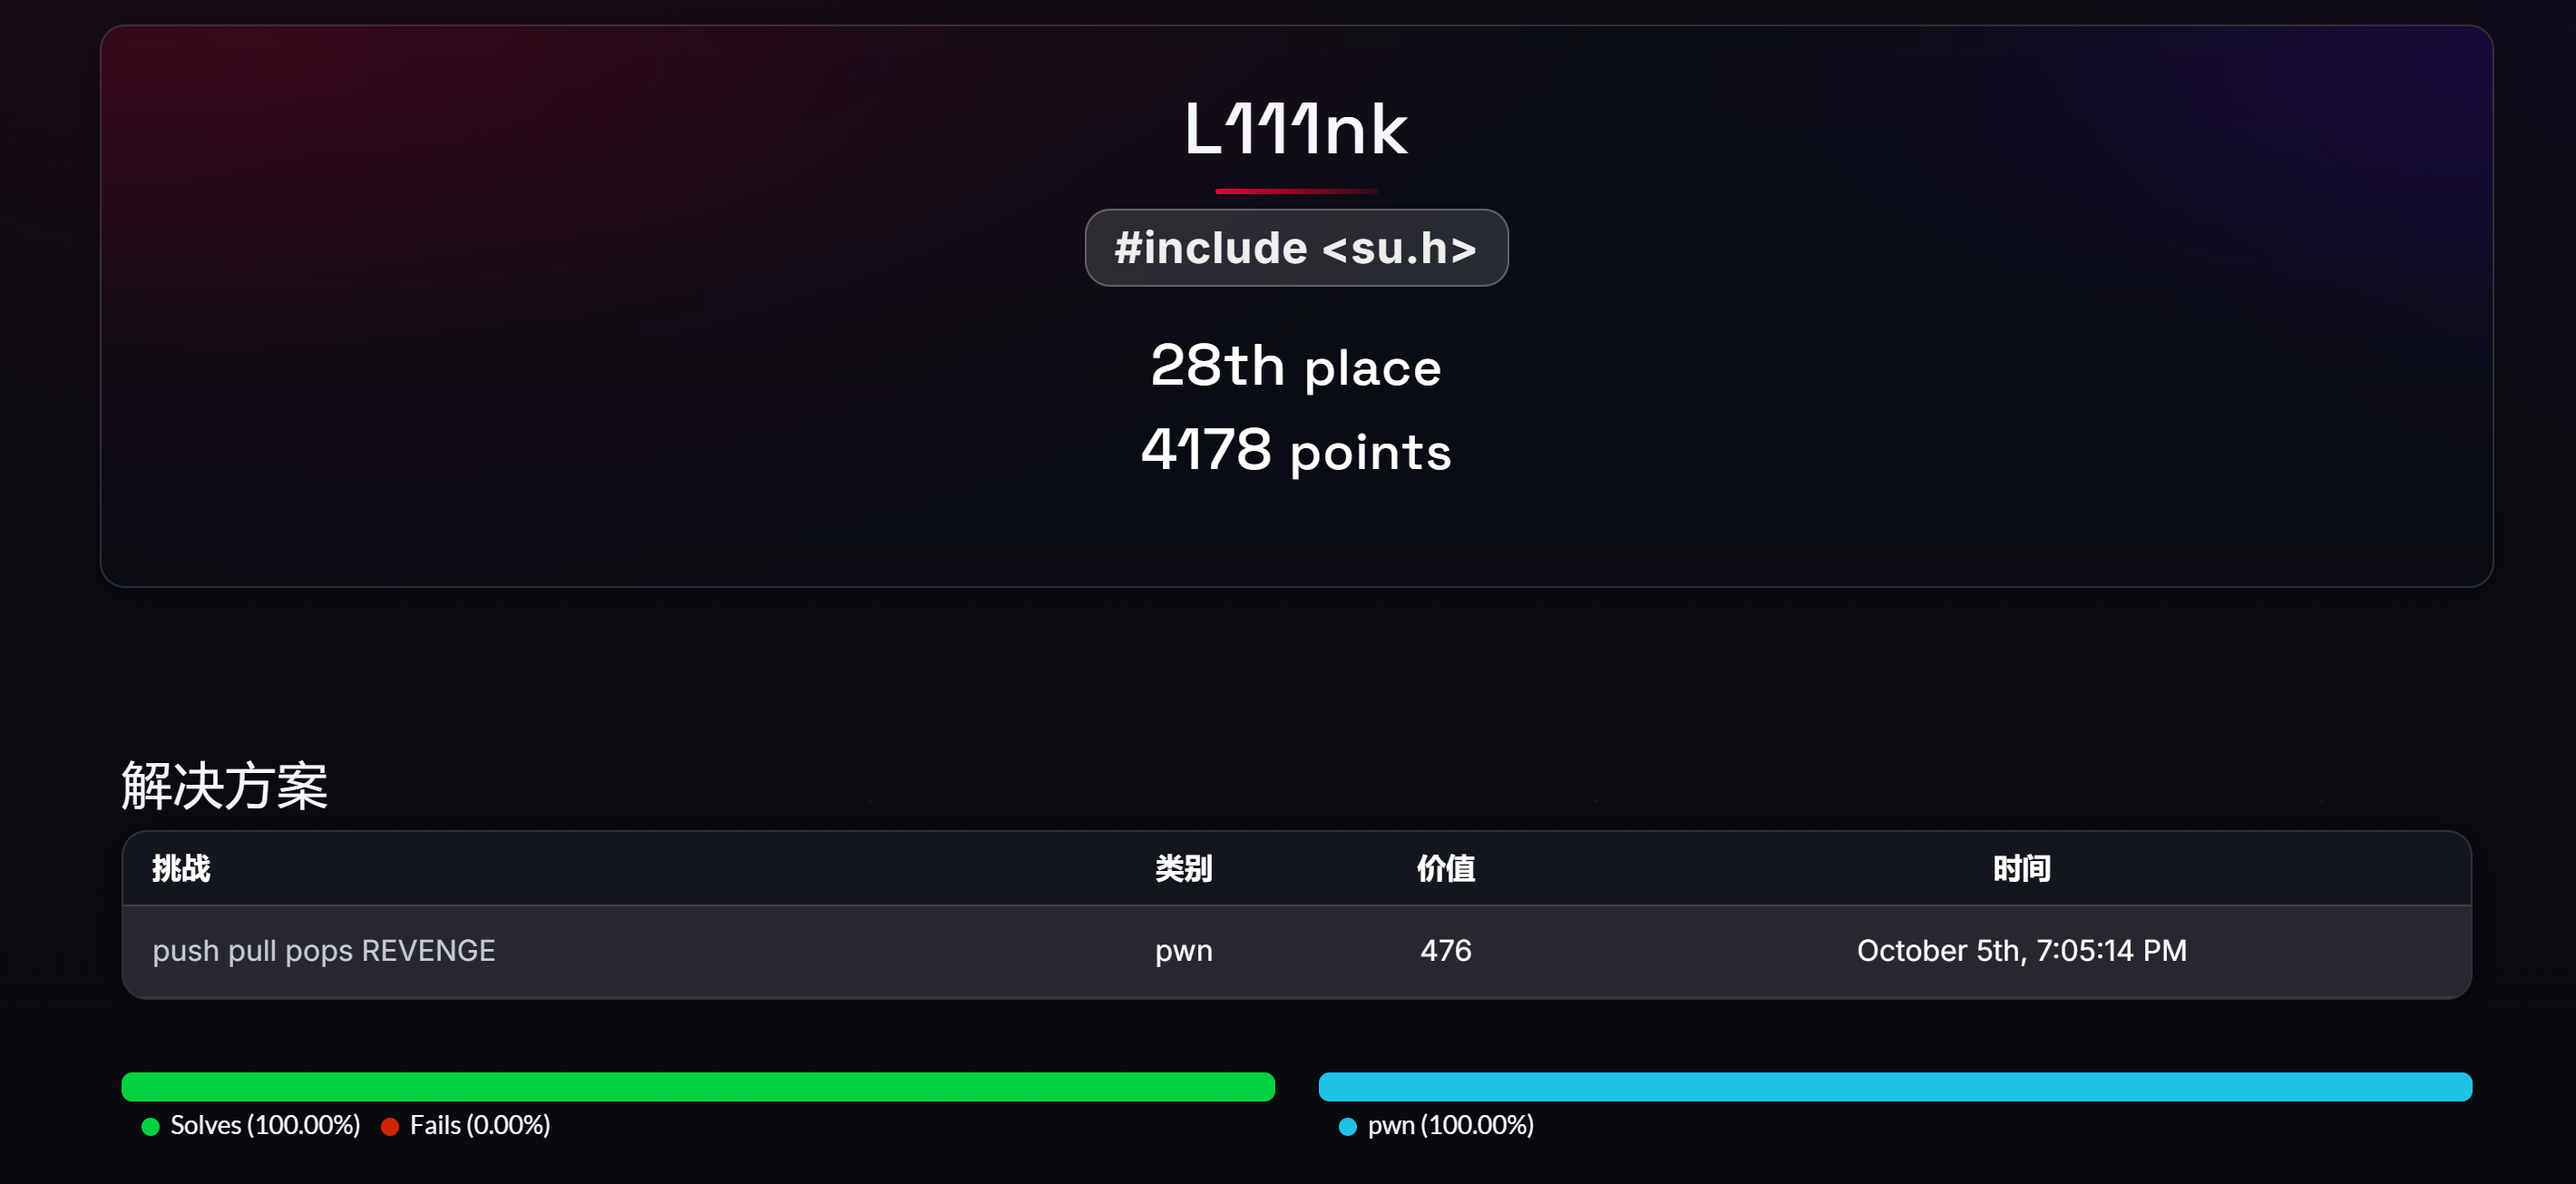 L111nk
#include <su.h>
28th place
4178 points
解决方案
挑战 类别 价值 时间
push pull pops REVENGE pwn 476 October 5th, 7:05:14 PM
Solves (100.00%) Fails (0.00%) pwn (100.00%)